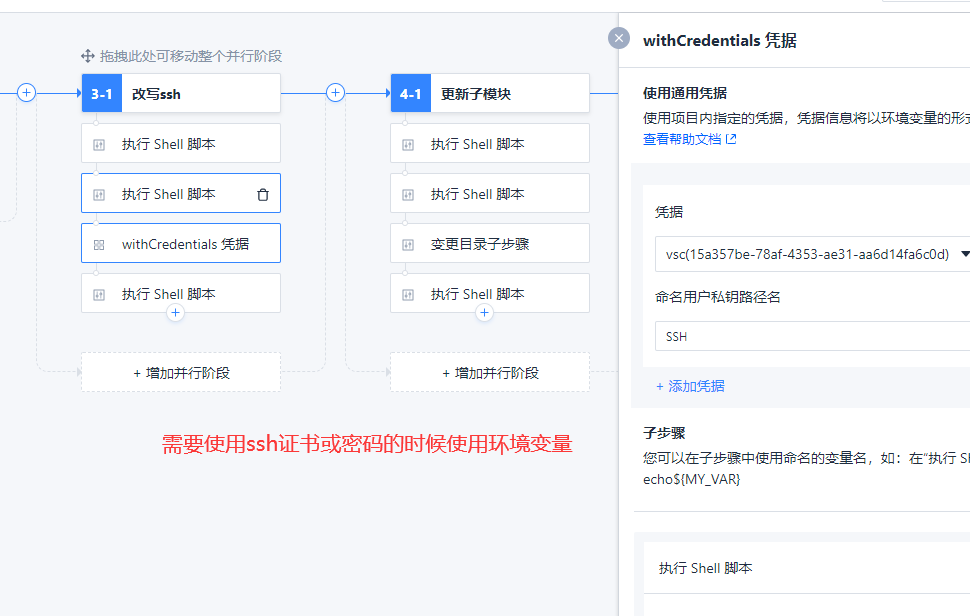 拖拽此处可移动整个并行阶段
3-1 改写ssh
执行 Shell 脚本
执行 Shell 脚本
withCredentials 凭据
执行 Shell 脚本
+ 增加并行阶段
4-1 更新子模块
执行 Shell 脚本
执行 Shell 脚本
变更目录子步骤
执行 Shell 脚本
+ 增加并行阶段
需要使用ssh证书或密码的时候使用环境变量
withCredentials 凭据
使用通用凭据
使用项目内指定的凭据，凭据信息将以环境变量的形式
查看帮助文档
凭据
vsc(15a357be-78af-4353-ae31-aa6d14fa6c0d)
命名用户私钥路径名
SSH
+ 添加凭据
子步骤
您可以在子步骤中使用命名的变量名，如：在“执行 Sh
echo${MY_VAR}
执行 Shell 脚本